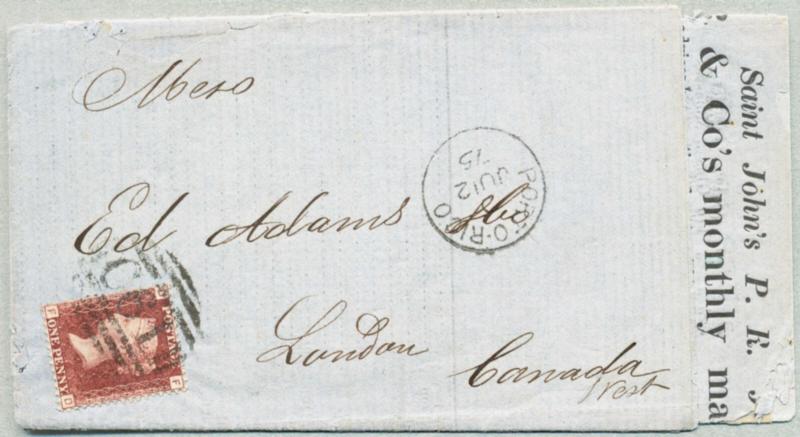 Mess
Ed Adams & Co
London
Canada
West
PORTO-RICO
JU 12
75
POSTAGE
ONE PENNY
F
D
F
Saint John's P. R.
& Co's monthly ma